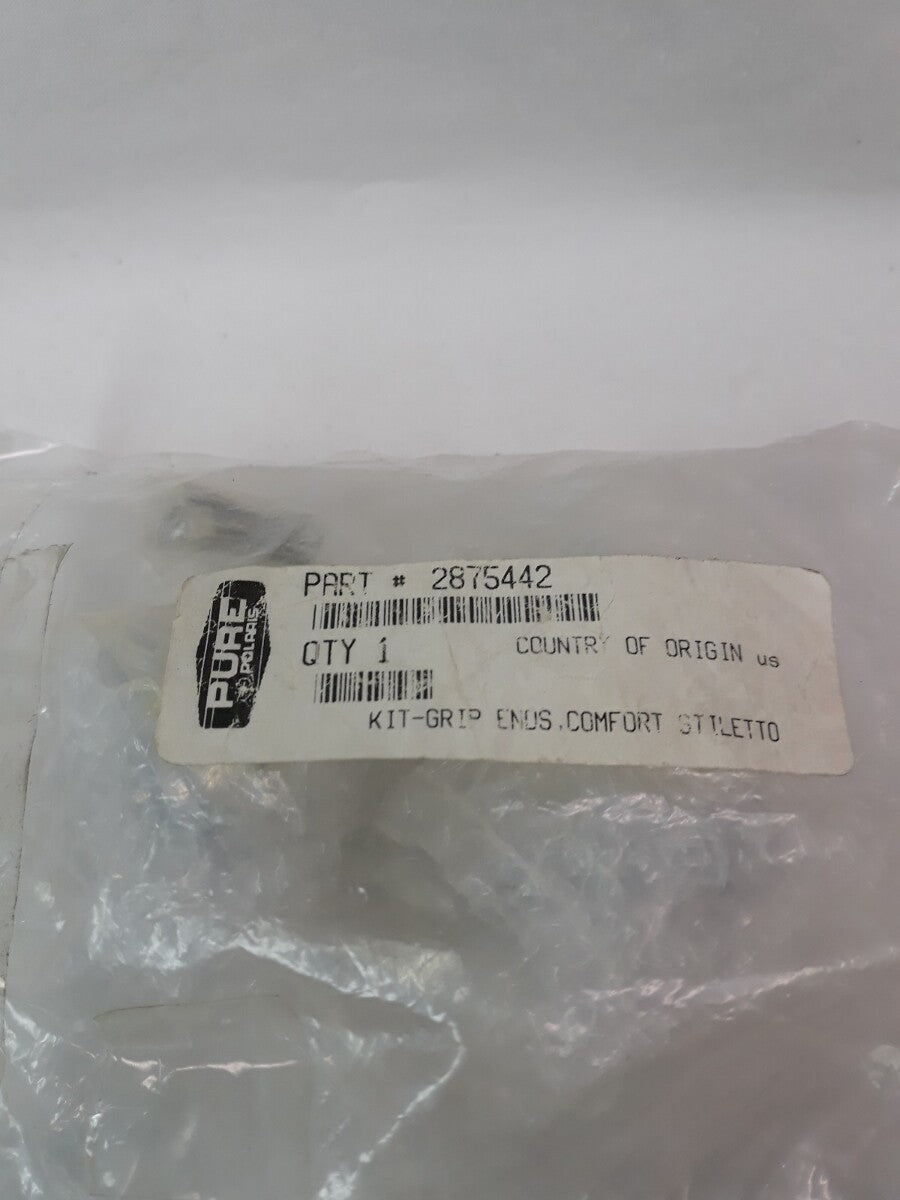 PURE
POLARIS
PART # 2875442
QTY 1
COUNTRY OF ORIGIN us
KIT-GRIP ENDS,COMFORT STILETTO